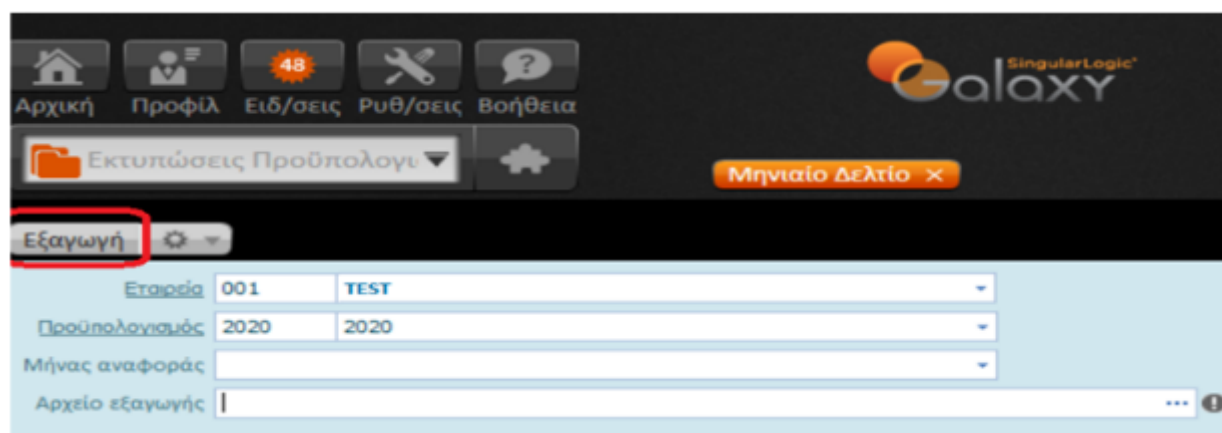 48
Αρχική Προφίλ Ειδ/σεις Ρυθ/σεις Βοήθεια
SingularLogic
Galaxy
Εκτυπώσεις Προϋπολογι
Μηνιαίο Δελτίο ×
Εξαγωγή
Εταιρεία 001 TEST
Προϋπολογισμός 2020 2020
Μήνας αναφοράς
Αρχείο εξαγωγής ...